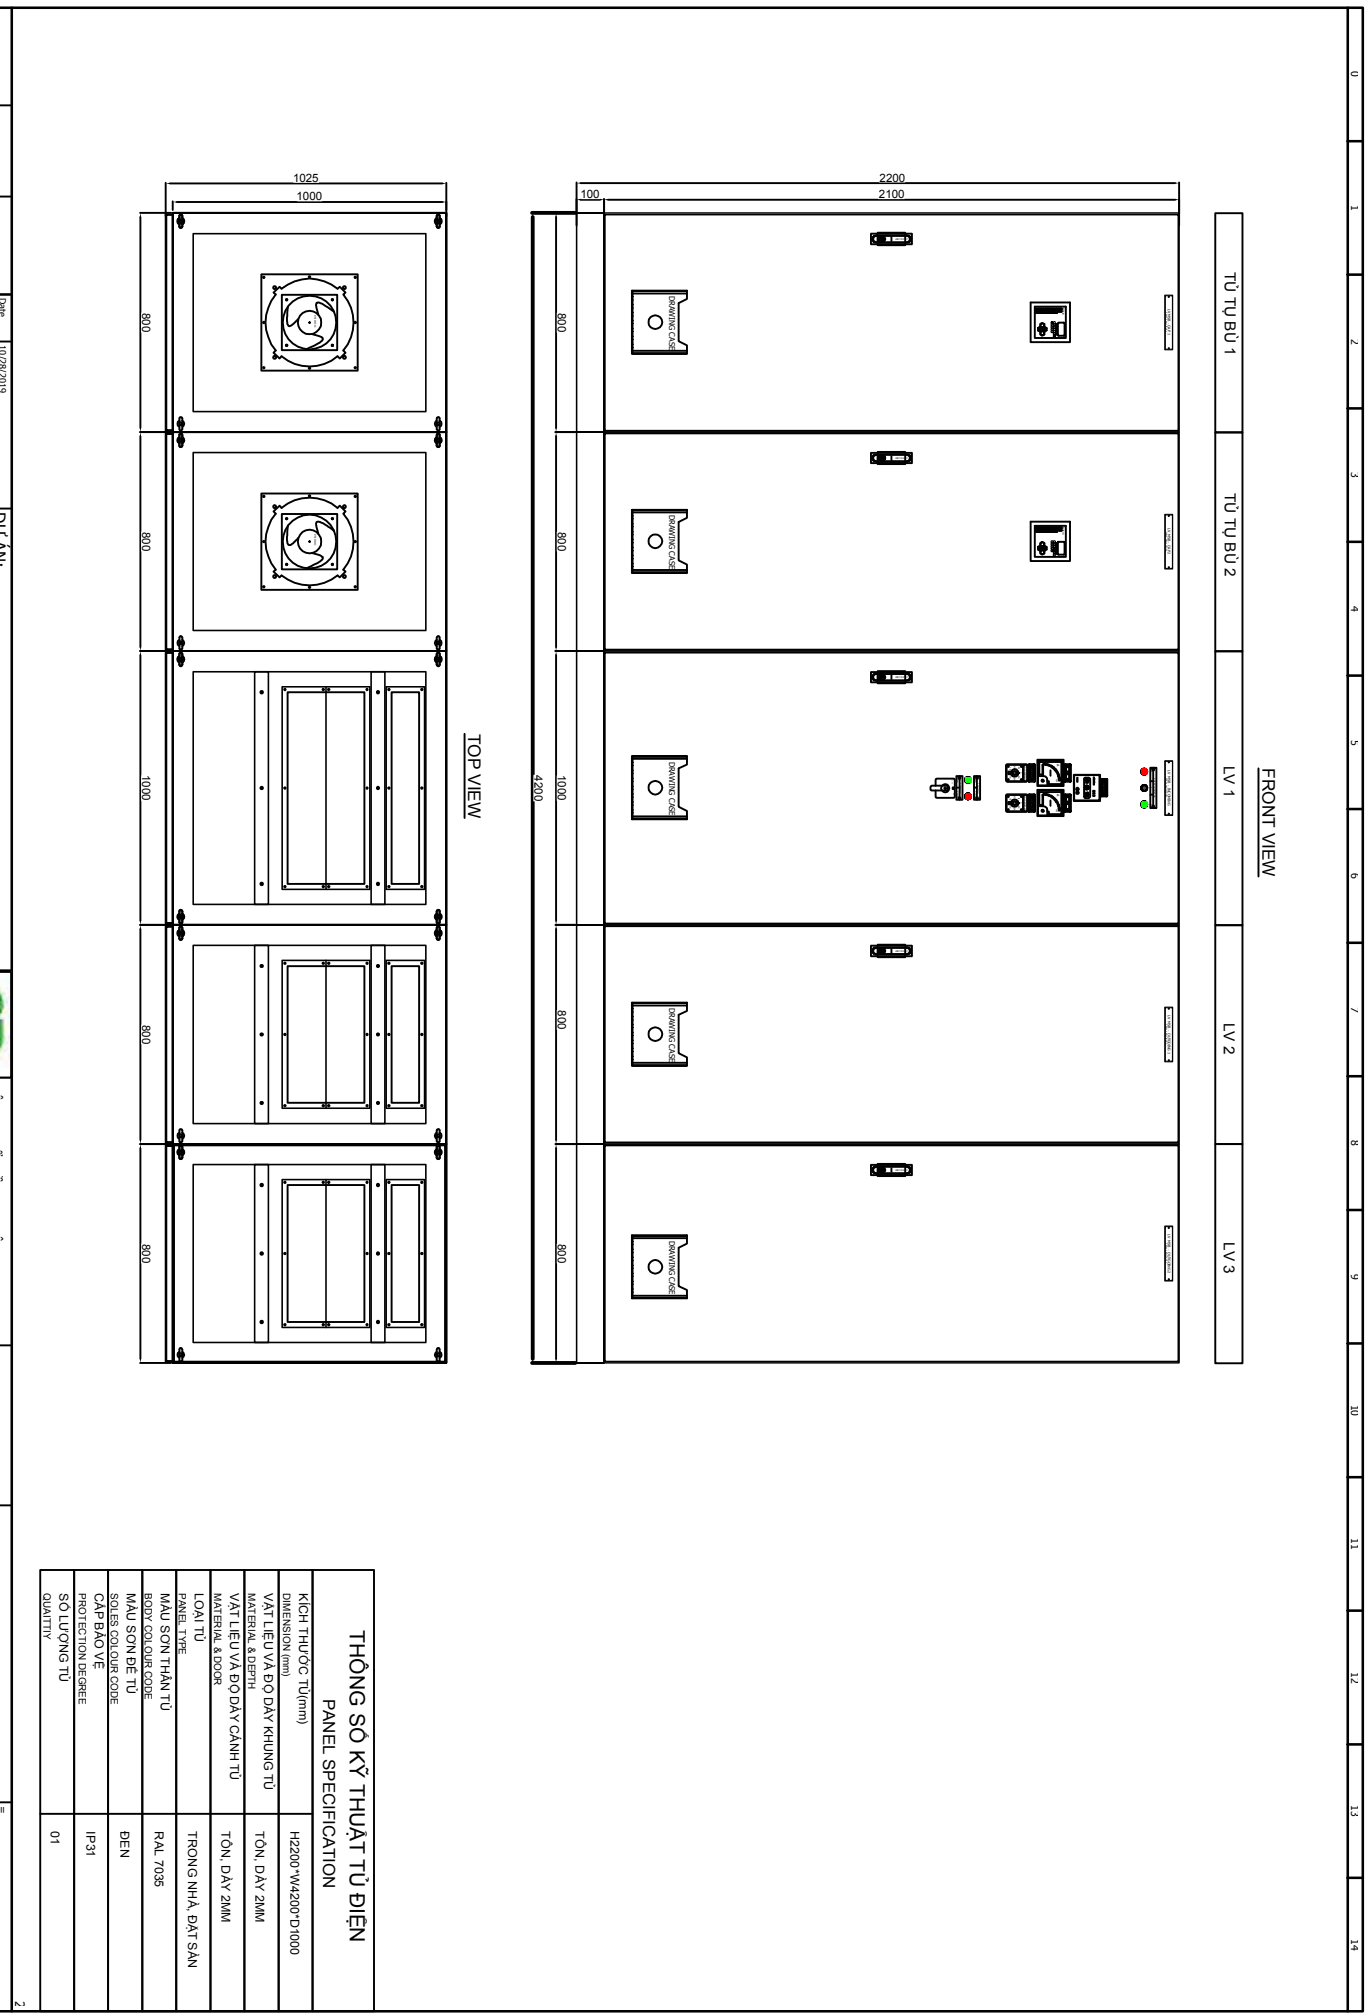 0 1 2 3 4 5 6 7 8 9 10 11 12 13 14
FRONT VIEW
TỦ TỤ BÙ 1
TỦ TỤ BÙ 2
LV 1
LV 2
LV 3
2200
2100
100
DRAWING CASE
DRAWING CASE
DRAWING CASE
DRAWING CASE
DRAWING CASE
800
800
1000
800
800
4200
TOP VIEW
1025
1000
800
800
1000
800
800
THÔNG SỐ KỸ THUẬT TỦ ĐIỆN
PANEL SPECIFICATION
KÍCH THƯỚC TỦ(mm)
DIMENSION (mm)
H2200*W4200*D1000
VẬT LIỆU VÀ ĐỘ DÀY KHUNG TỦ
MATERIAL & DEPTH
TÔN, DÀY 2MM
VẬT LIỆU VÀ ĐỘ DÀY CÁNH TỦ
MATERIAL & DOOR
TÔN, DÀY 2MM
LOẠI TỦ
PANEL TYPE
TRONG NHÀ, ĐẶT SÀN
MÀU SƠN THÂN TỦ
BODY COLOUR CODE
RAL 7035
MÀU SƠN ĐẾ TỦ
SOLES COLOUR CODE
ĐEN
CẤP BẢO VỆ
PROTECTION DEGREE
IP31
SỐ LƯỢNG TỦ
QUAITTIY
01
2
Date
10/28/2019
DỰ ÁN:
=